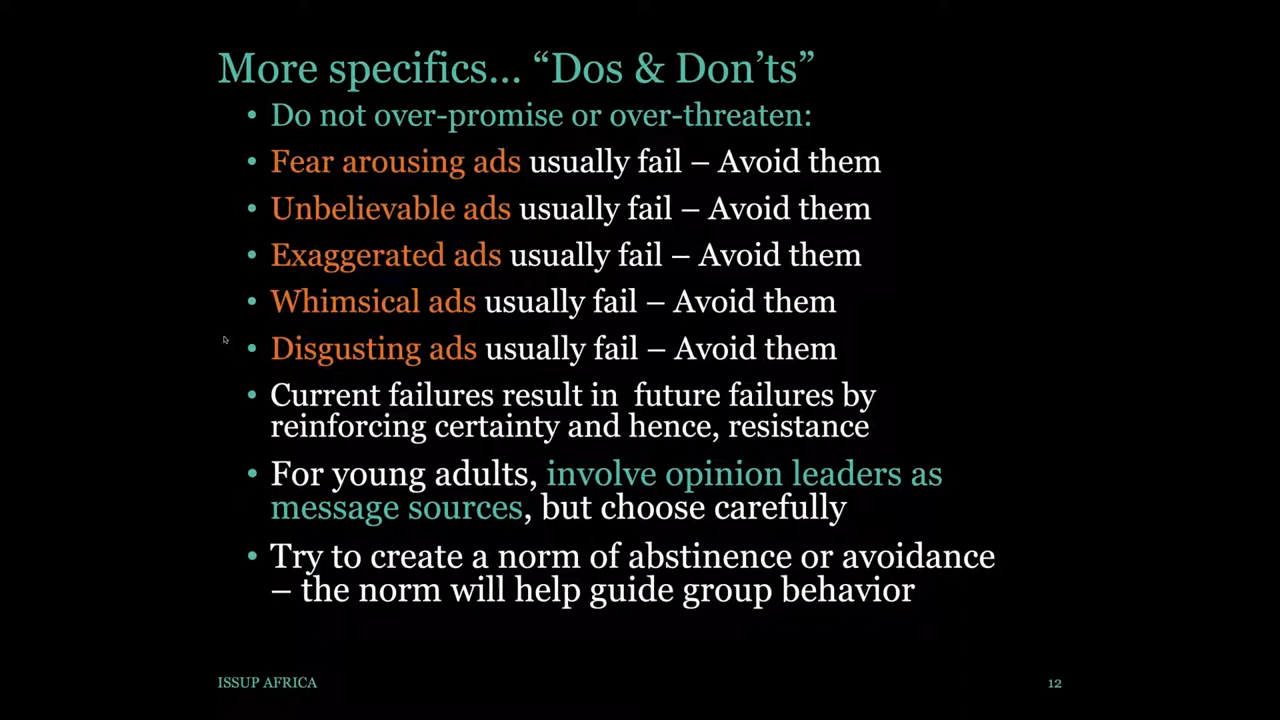 More specifics... “Dos & Don’ts”
• Do not over-promise or over-threaten:
• Fear arousing ads usually fail – Avoid them
• Unbelievable ads usually fail – Avoid them
• Exaggerated ads usually fail – Avoid them
• Whimsical ads usually fail – Avoid them
• Disgusting ads usually fail – Avoid them
• Current failures result in  future failures by
reinforcing certainty and hence, resistance
• For young adults, involve opinion leaders as
message sources, but choose carefully
• Try to create a norm of abstinence or avoidance
– the norm will help guide group behavior
ISSUP AFRICA
12